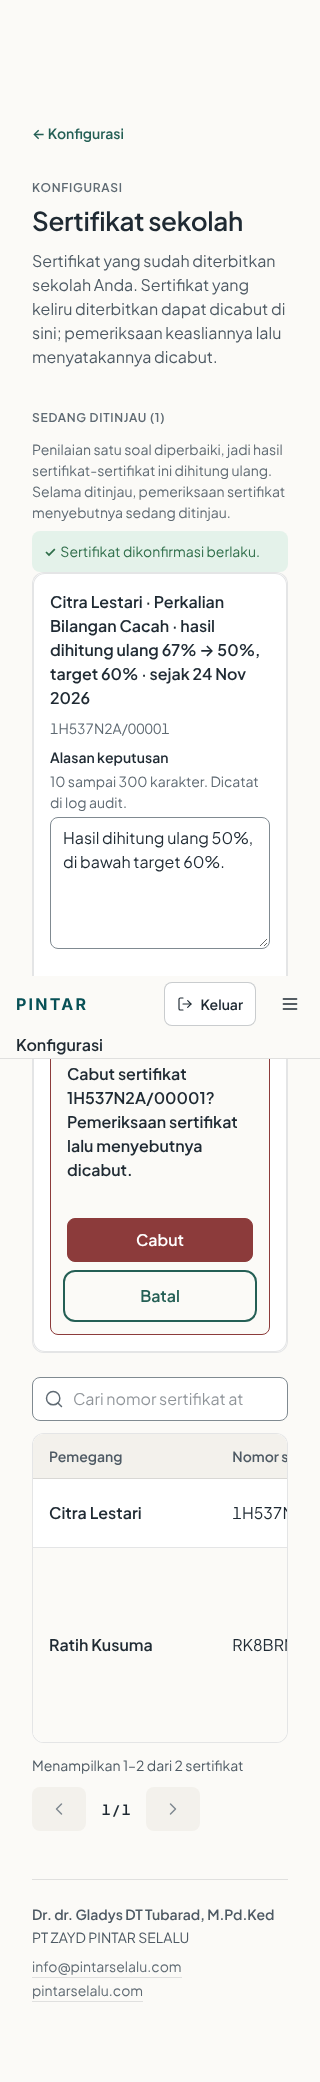 ← Konfigurasi
KONFIGURASI
Sertifikat sekolah
Sertifikat yang sudah diterbitkan
sekolah Anda. Sertifikat yang
keliru diterbitkan dapat dicabut di
sini; pemeriksaan keasliannya lalu
menyatakannya dicabut.
SEDANG DITINJAU (1)
Penilaian satu soal diperbaiki, jadi hasil
sertifikat-sertifikat ini dihitung ulang.
Selama ditinjau, pemeriksaan sertifikat
menyebutnya sedang ditinjau.
✓ Sertifikat dikonfirmasi berlaku.
Citra Lestari · Perkalian
Bilangan Cacah · hasil
dihitung ulang 67% → 50%,
target 60% · sejak 24 Nov
2026
1H537N2A/00001
Alasan keputusan
10 sampai 300 karakter. Dicatat
di log audit.
Hasil dihitung ulang 50%,
di bawah target 60%.
PINTAR
Keluar
Konfigurasi
Cabut sertifikat
1H537N2A/00001?
Pemeriksaan sertifikat
lalu menyebutnya
dicabut.
Cabut
Batal
Cari nomor sertifikat at
Pemegang Nomor s
Citra Lestari 1H537N
Ratih Kusuma RK8BRN
Menampilkan 1–2 dari 2 sertifikat
1/1
Dr. dr. Gladys DT Tubarad, M.Pd.Ked
PT ZAYD PINTAR SELALU
info@pintarselalu.com
pintarselalu.com